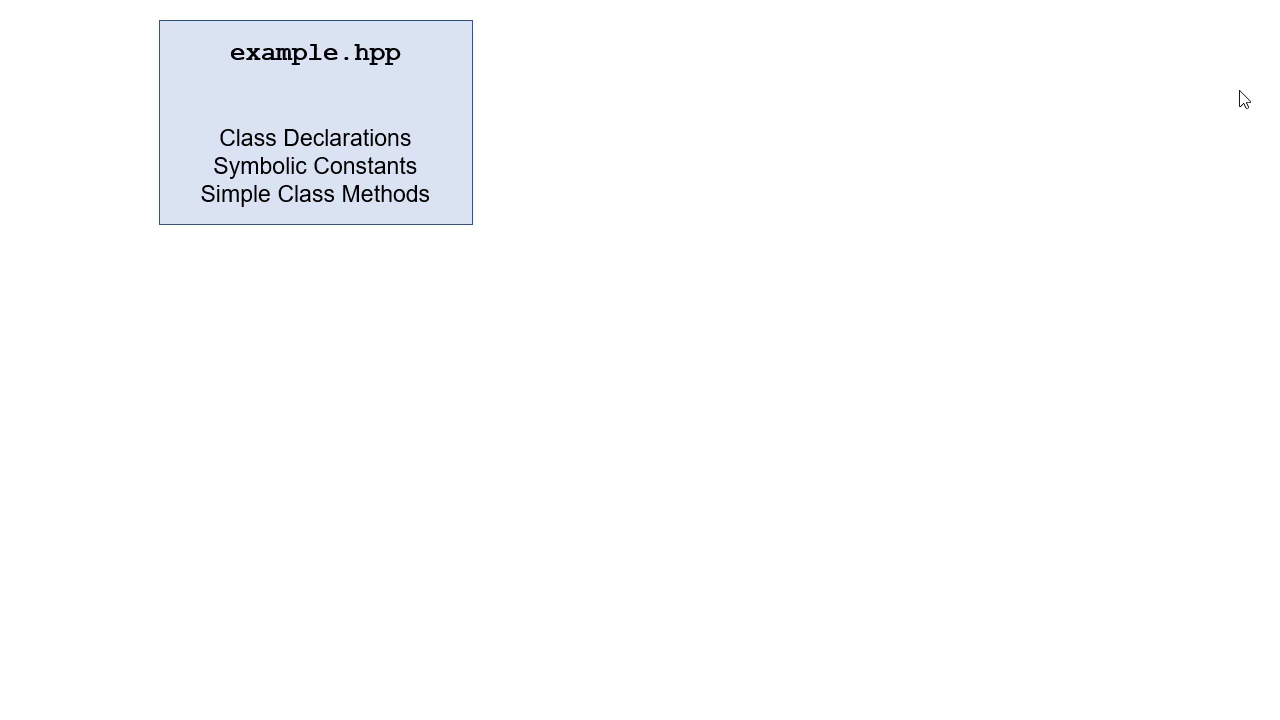 example.hpp
Class Declarations
Symbolic Constants
Simple Class Methods